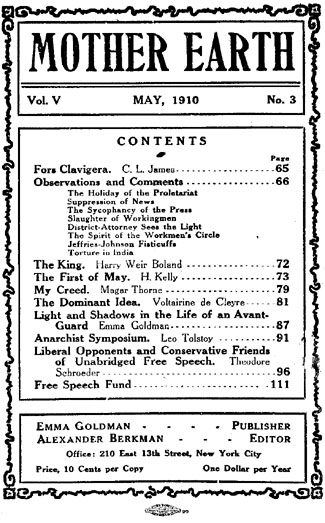 MOTHER EARTH
Vol. V MAY, 1910 No. 3
CONTENTS
Page
Fors Clavigera. C. L. James - - - - - - - - - - - - - - - - - 65
Observations and Comments - - - - - - - - - - - - - - - 66
The Holiday of the Proletariat
Suppression of News
The Sycophancy of the Press
Slaughter of Workingmen
District-Attorney Sees the Light
The Spirit of the Workmen's Circle
Jeffries-Johnson Fisticuffs
Torture in India
The King. Harry Weir Boland - - - - - - - - - - - - - - - 72
The First of May. H. Kelly - - - - - - - - - - - - - - - - - 73
My Creed. Magar Thorne - - - - - - - - - - - - - - - - - - 79
The Dominant Idea. Voltairine de Cleyre - - - - - 81
Light and Shadows in the Life of an Avant-
Guard Emma Goldman - - - - - - - - - - - - - - - - - 87
Anarchist Symposium. Leo Tolstoy - - - - - - - - - 91
Liberal Opponents and Conservative Friends
of Unabridged Free Speech. Theodore
Schroeder - - - - - - - - - - - - - - - - - - - - - - - - - - - 96
Free Speech Fund - - - - - - - - - - - - - - - - - - - - - - 111
EMMA GOLDMAN - - - - PUBLISHER
ALEXANDER BERKMAN - - - EDITOR
Office: 210 East 13th Street, New York City
Price, 10 Cents per Copy One Dollar per Year